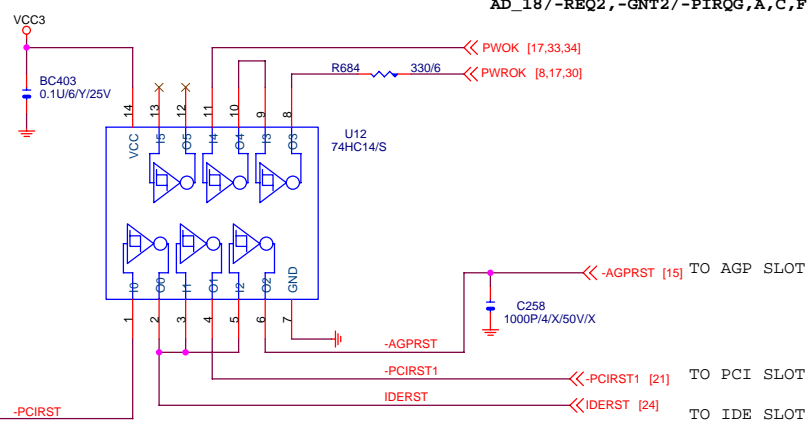 AD_18/-REQ2,-GNT2/-PIRQG,A,C,F
VCC3
PWOK [17,33,34]
R684 330/6 PWROK [8,17,30]
BC403
0.1U/6/Y/25V
14 13 12 11 10 9 8
U12
74HC14/S
VCC I5 O5 I4 O4 I3 O3
I0 O0 I1 O1 I2 O2 GND
1 2 3 4 5 6 7
-AGPRST [15] TO AGP SLOT
C258
1000P/4/X/50V/X
-AGPRST
-PCIRST1 -PCIRST1 [21] TO PCI SLOT
IDERST IDERST [24] TO IDE SLOT
-PCIRST